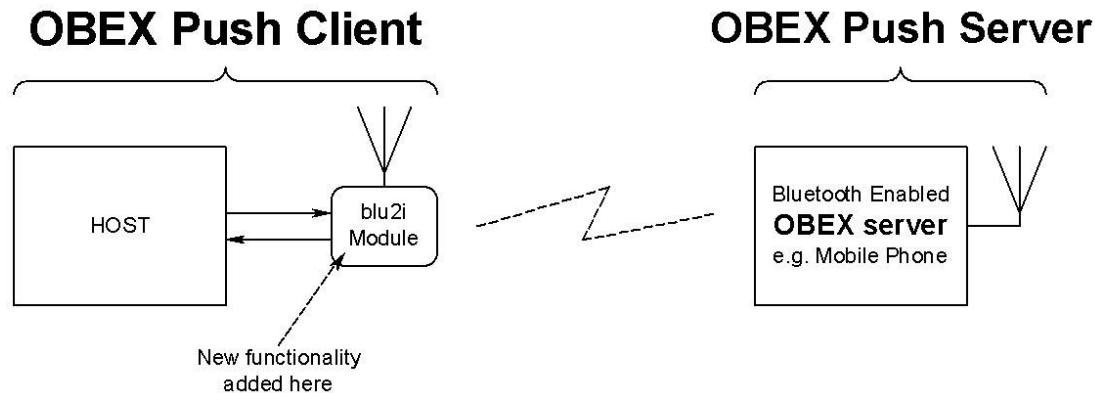 OBEX Push Client
OBEX Push Server
HOST
blu2i
Module
Bluetooth Enabled
OBEX server
e.g. Mobile Phone
New functionality
added here